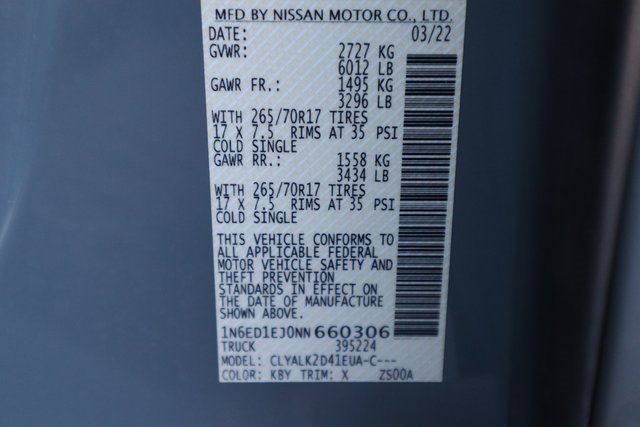 MFD BY NISSAN MOTOR CO., LTD.
DATE: 03/22
GVWR: 2727 KG
6012 LB
GAWR FR.: 1495 KG
3296 LB
WITH 265/70R17 TIRES
17 X 7.5 RIMS AT 35 PSI
COLD SINGLE
GAWR RR.: 1558 KG
3434 LB
WITH 265/70R17 TIRES
17 X 7.5 RIMS AT 35 PSI
COLD SINGLE
THIS VEHICLE CONFORMS TO
ALL APPLICABLE FEDERAL
MOTOR VEHICLE SAFETY AND
THEFT PREVENTION
STANDARDS IN EFFECT ON
THE DATE OF MANUFACTURE
SHOWN ABOVE.
1N6ED1EJ0NN660306
TRUCK 395224
MODEL: CLYALK2D41EUA-C---
COLOR: KBY TRIM: X ZS00A